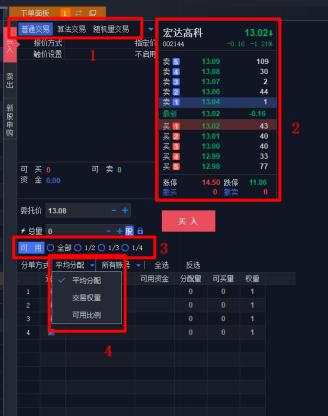 下单面板 1
普通交易 算法交易 随机量交易
报价方式 指定价
触价设置 不启用
买入
卖出
新股申购
1
宏达高科 13.02↓
002144 -0.16 -1.21%
卖 5 13.09 109
卖 4 13.08 30
卖 3 13.07 2
卖 2 13.06 44
卖 1 13.04 1
最新 13.02 -0.16
买 1 13.02 43
买 2 13.01 40
买 3 13.00 40
买 4 12.99 33
买 5 12.98 77
涨停 14.50 跌停 11.86
撤买 0 撤卖 0
2
可 买 0 可 卖 0
资 金 0.00
委托价 13.08 - +
总量 0 - + 股
买 入
可 用 全部 1/2 1/3 1/4
3
分单方式 平均分配 所有账号 全选 反选
可用资金 分配量 可买量 权重
平均分配
交易权重
可用比例
1 0 0 1
2 0 0 1
3 0 0 1
4 0 0 1
4